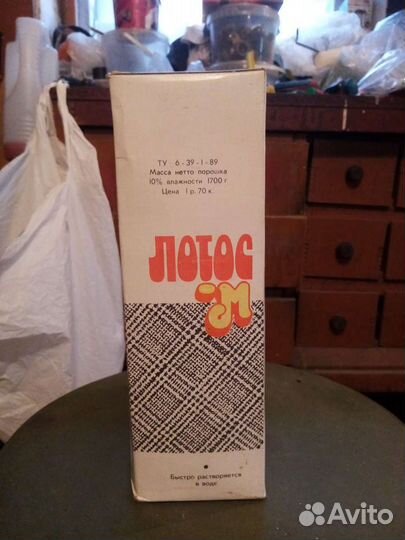 ТУ 6-39-1-89
Масса нетто порошка
10% влажности 1700 г
Цена 1 р. 70 к.
ЛОТОС
-М
Быстро растворяется
в воде
Avito